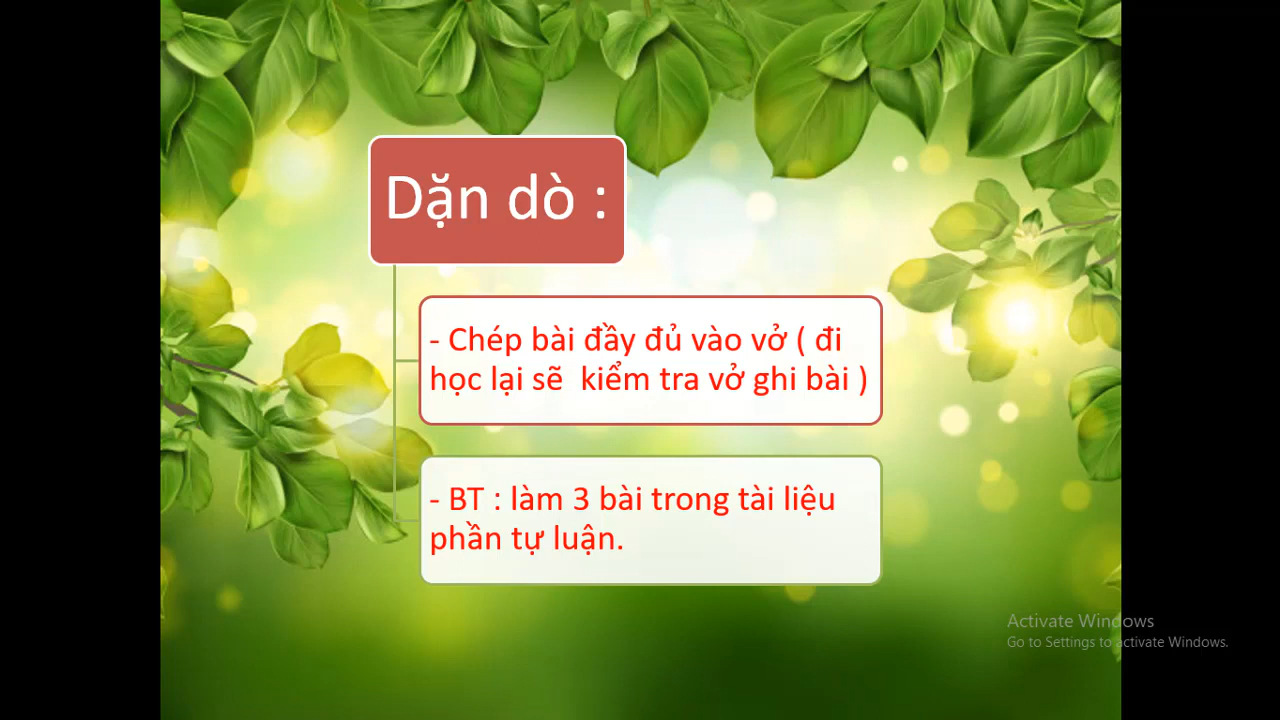 Dặn dò :
- Chép bài đầy đủ vào vở ( đi
học lại sẽ  kiểm tra vở ghi bài )
- BT : làm 3 bài trong tài liệu
phần tự luận.
Activate Windows
Go to Settings to activate Windows.